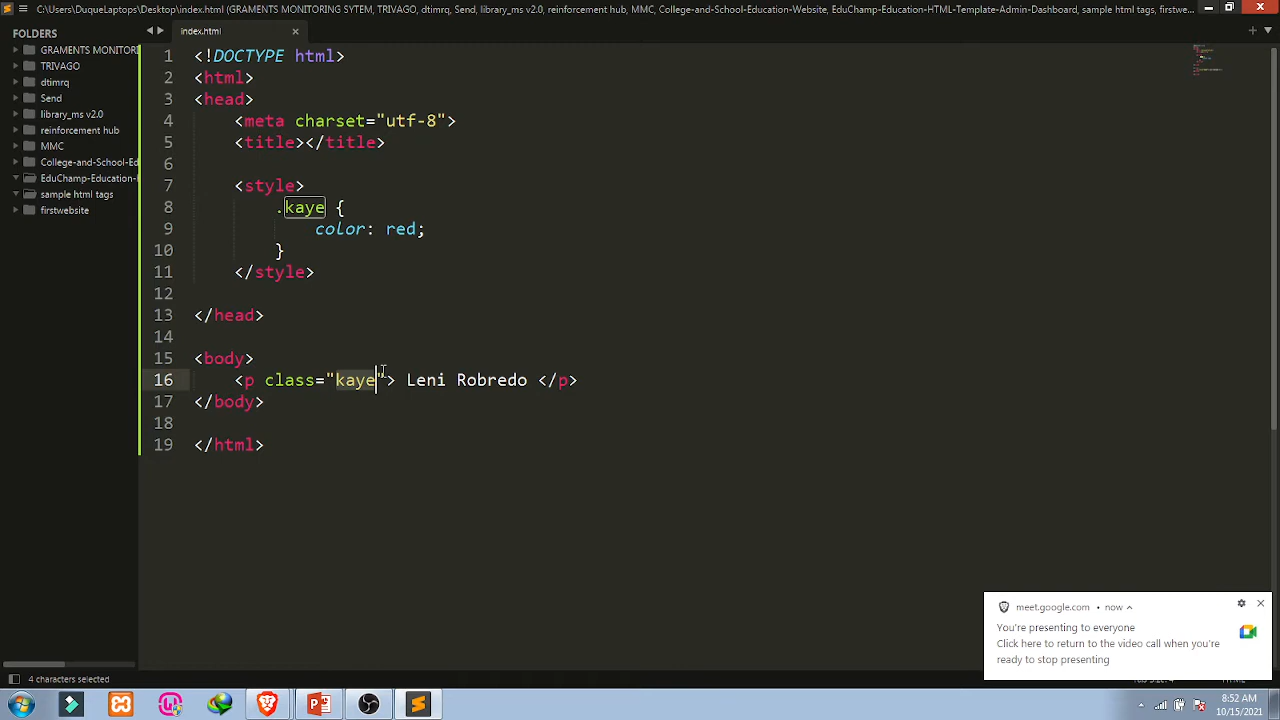 C:\Users\DuqueLaptops\Desktop\index.html (GRAMENTS MONITORING SYTEM, TRIVAGO, dtimrq, Send, library_ms v2.0, reinforcement hub, MMC, College-and-School-Education-Website, EduChamp-Education-HTML-Template-Admin-Dashboard, sample html tags, firstwe...
FOLDERS
GRAMENTS MONITORI
TRIVAGO
dtimrq
Send
library_ms v2.0
reinforcement hub
MMC
College-and-School-Ed
EduChamp-Education-
sample html tags
firstwebsite
index.html
1 <!DOCTYPE html>
2 <html>
3 <head>
4 <meta charset="utf-8">
5 <title></title>
6
7 <style>
8 .kaye {
9 color: red;
10 }
11 </style>
12
13 </head>
14
15 <body>
16 <p class="kaye"> Leni Robredo </p>
17 </body>
18
19 </html>
meet.google.com • now
You're presenting to everyone
Click here to return to the video call when you're
ready to stop presenting
4 characters selected
8:52 AM
10/15/2021